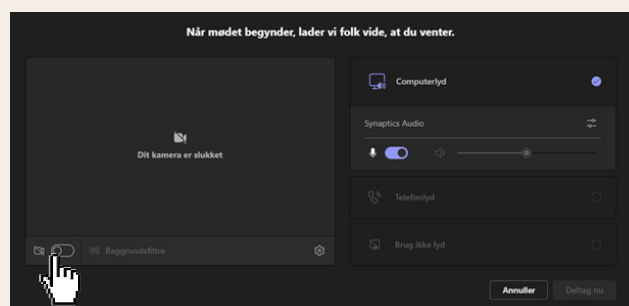 Når mødet begynder, lader vi folk vide, at du venter.
Dit kamera er slukket
Baggrundsfiltre
Computerlyd
Synaptics Audio
Telefonlyd
Brug ikke lyd
Annuller
Deltag nu